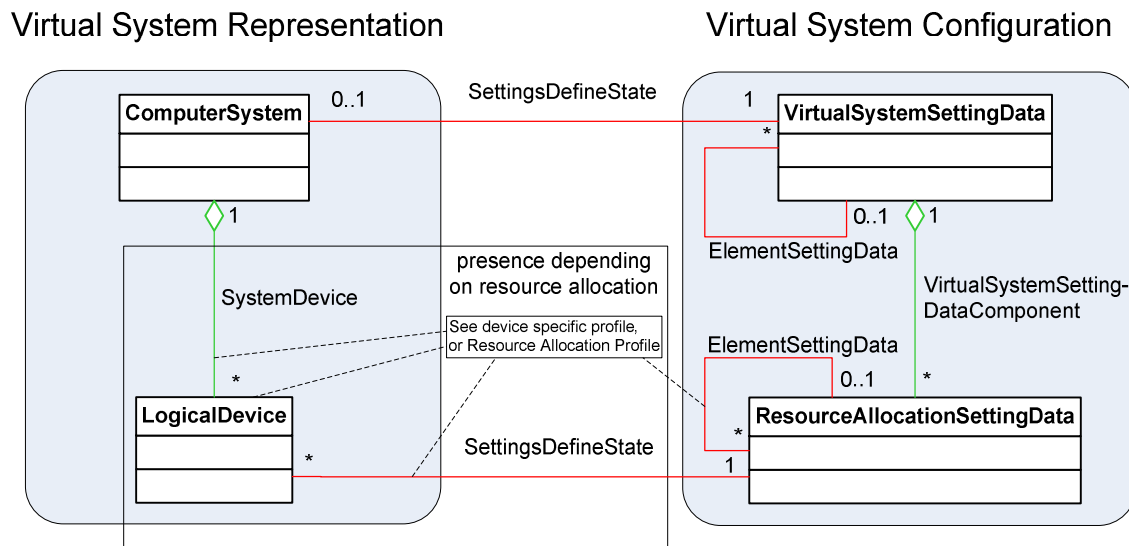 Virtual System Representation
Virtual System Configuration
ComputerSystem
0..1
SettingsDefineState
1
VirtualSystemSettingData
*
1
0..1
1
ElementSettingData
presence depending
on resource allocation
SystemDevice
VirtualSystemSetting-
DataComponent
See device specific profile,
or Resource Allocation Profile
ElementSettingData
0..1
*
*
LogicalDevice
ResourceAllocationSettingData
*
SettingsDefineState
*
1